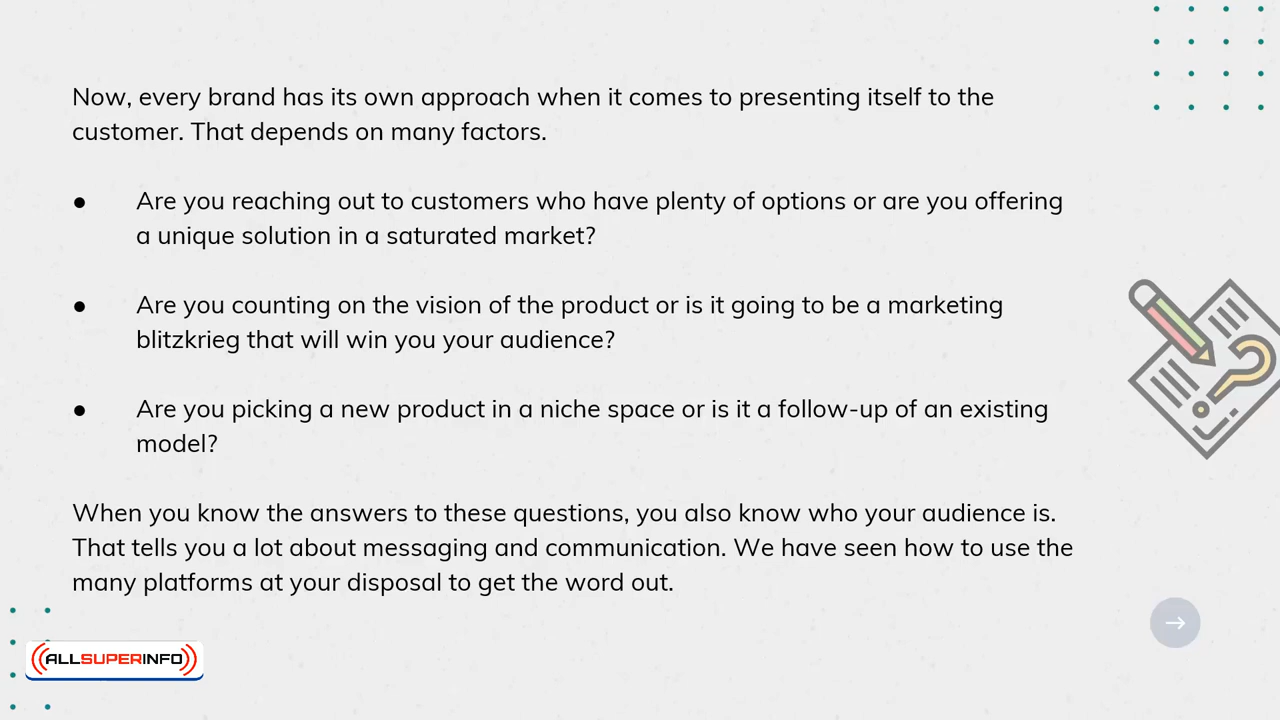 Now, every brand has its own approach when it comes to presenting itself to the
customer. That depends on many factors.
● Are you reaching out to customers who have plenty of options or are you offering
a unique solution in a saturated market?
● Are you counting on the vision of the product or is it going to be a marketing
blitzkrieg that will win you your audience?
● Are you picking a new product in a niche space or is it a follow-up of an existing
model?
When you know the answers to these questions, you also know who your audience is.
That tells you a lot about messaging and communication. We have seen how to use the
many platforms at your disposal to get the word out.
ALLSUPERINFO